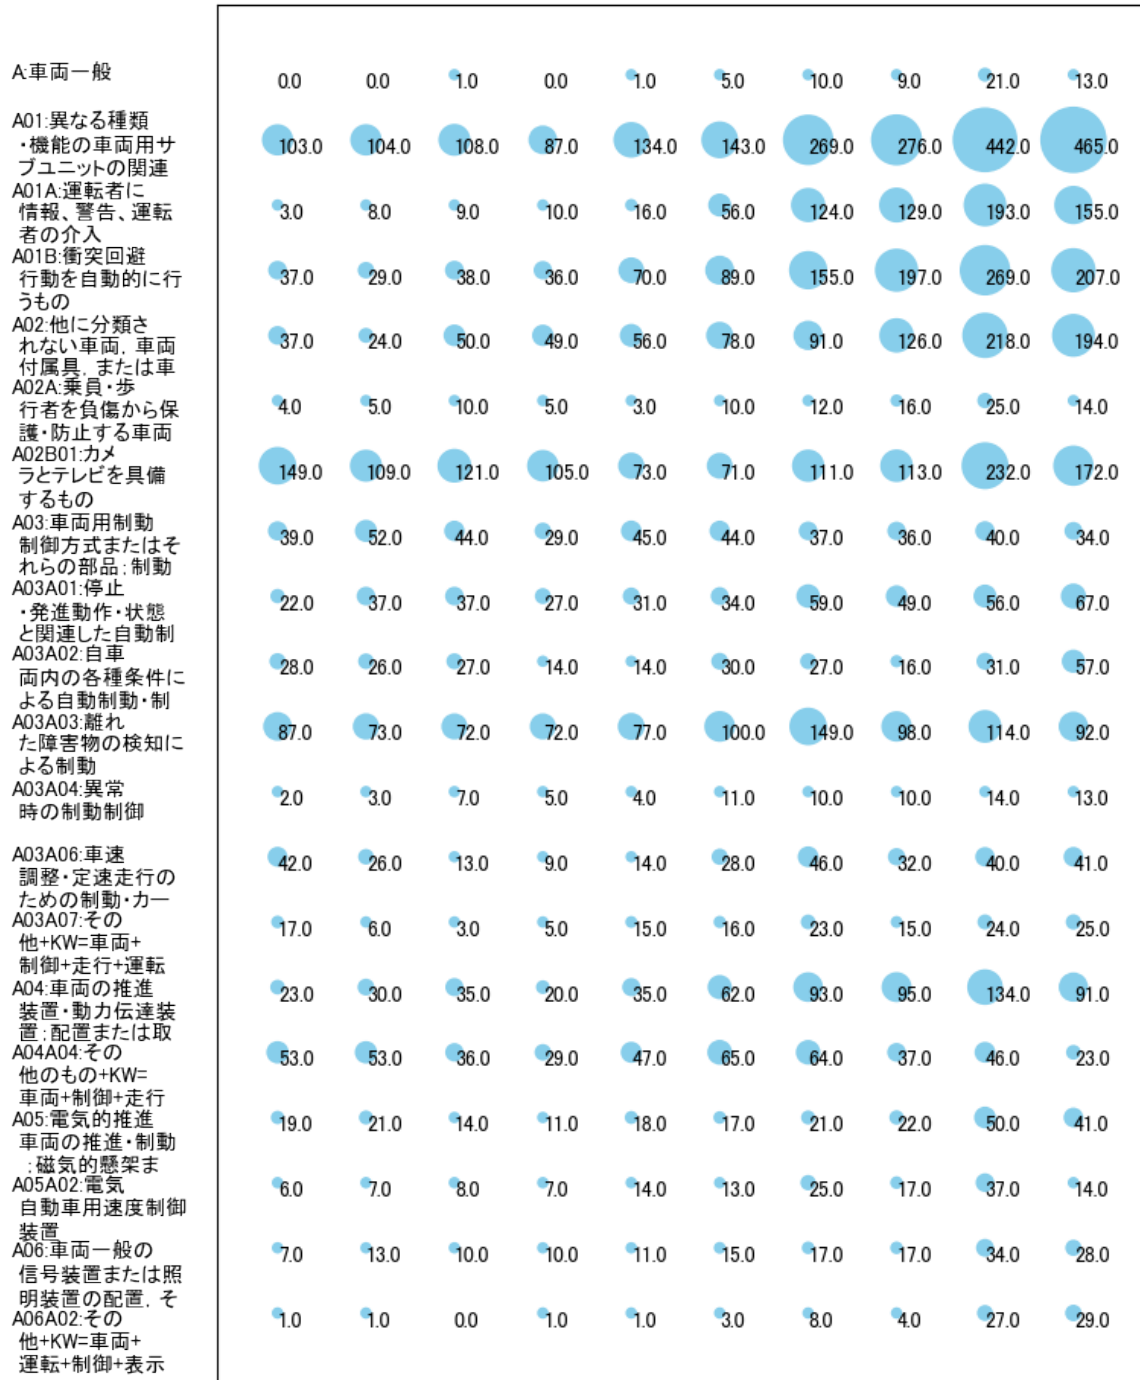 A:車両一般
0.0 0.0 1.0 0.0 1.0 5.0 10.0 9.0 21.0 13.0
A01:異なる種類
・機能の車両用サ
ブユニットの関連
103.0 104.0 108.0 87.0 134.0 143.0 269.0 276.0 442.0 465.0
A01A:運転者に
情報、警告、運転
者の介入
3.0 8.0 9.0 10.0 16.0 56.0 124.0 129.0 193.0 155.0
A01B:衝突回避
行動を自動的に行
うもの
37.0 29.0 38.0 36.0 70.0 89.0 155.0 197.0 269.0 207.0
A02:他に分類さ
れない車両，車両
付属具，または車
37.0 24.0 50.0 49.0 56.0 78.0 91.0 126.0 218.0 194.0
A02A:乗員・歩
行者を負傷から保
護・防止する車両
4.0 5.0 10.0 5.0 3.0 10.0 12.0 16.0 25.0 14.0
A02B01:カメ
ラとテレビを具備
するもの
149.0 109.0 121.0 105.0 73.0 71.0 111.0 113.0 232.0 172.0
A03:車両用制動
制御方式またはそ
れらの部品；制動
39.0 52.0 44.0 29.0 45.0 44.0 37.0 36.0 40.0 34.0
A03A01:停止
・発進動作・状態
と関連した自動制
22.0 37.0 37.0 27.0 31.0 34.0 59.0 49.0 56.0 67.0
A03A02:自車
両内の各種条件に
よる自動制動・制
28.0 26.0 27.0 14.0 14.0 30.0 27.0 16.0 31.0 57.0
A03A03:離れ
た障害物の検知に
よる制動
87.0 73.0 72.0 72.0 77.0 100.0 149.0 98.0 114.0 92.0
A03A04:異常
時の制動制御
2.0 3.0 7.0 5.0 4.0 11.0 10.0 10.0 14.0 13.0
A03A06:車速
調整・定速走行の
ための制動・カー
42.0 26.0 13.0 9.0 14.0 28.0 46.0 32.0 40.0 41.0
A03A07:その
他+KW=車両+
制御+走行+運転
17.0 6.0 3.0 5.0 15.0 16.0 23.0 15.0 24.0 25.0
A04:車両の推進
装置・動力伝達装
置；配置または取
23.0 30.0 35.0 20.0 35.0 62.0 93.0 95.0 134.0 91.0
A04A04:その
他のもの+KW=
車両+制御+走行
53.0 53.0 36.0 29.0 47.0 65.0 64.0 37.0 46.0 23.0
A05:電気的推進
車両の推進・制動
；磁気的懸架ま
19.0 21.0 14.0 11.0 18.0 17.0 21.0 22.0 50.0 41.0
A05A02:電気
自動車用速度制御
装置
6.0 7.0 8.0 7.0 14.0 13.0 25.0 17.0 37.0 14.0
A06:車両一般の
信号装置または照
明装置の配置，そ
7.0 13.0 10.0 10.0 11.0 15.0 17.0 17.0 34.0 28.0
A06A02:その
他+KW=車両+
運転+制御+表示
1.0 1.0 0.0 1.0 1.0 3.0 8.0 4.0 27.0 29.0